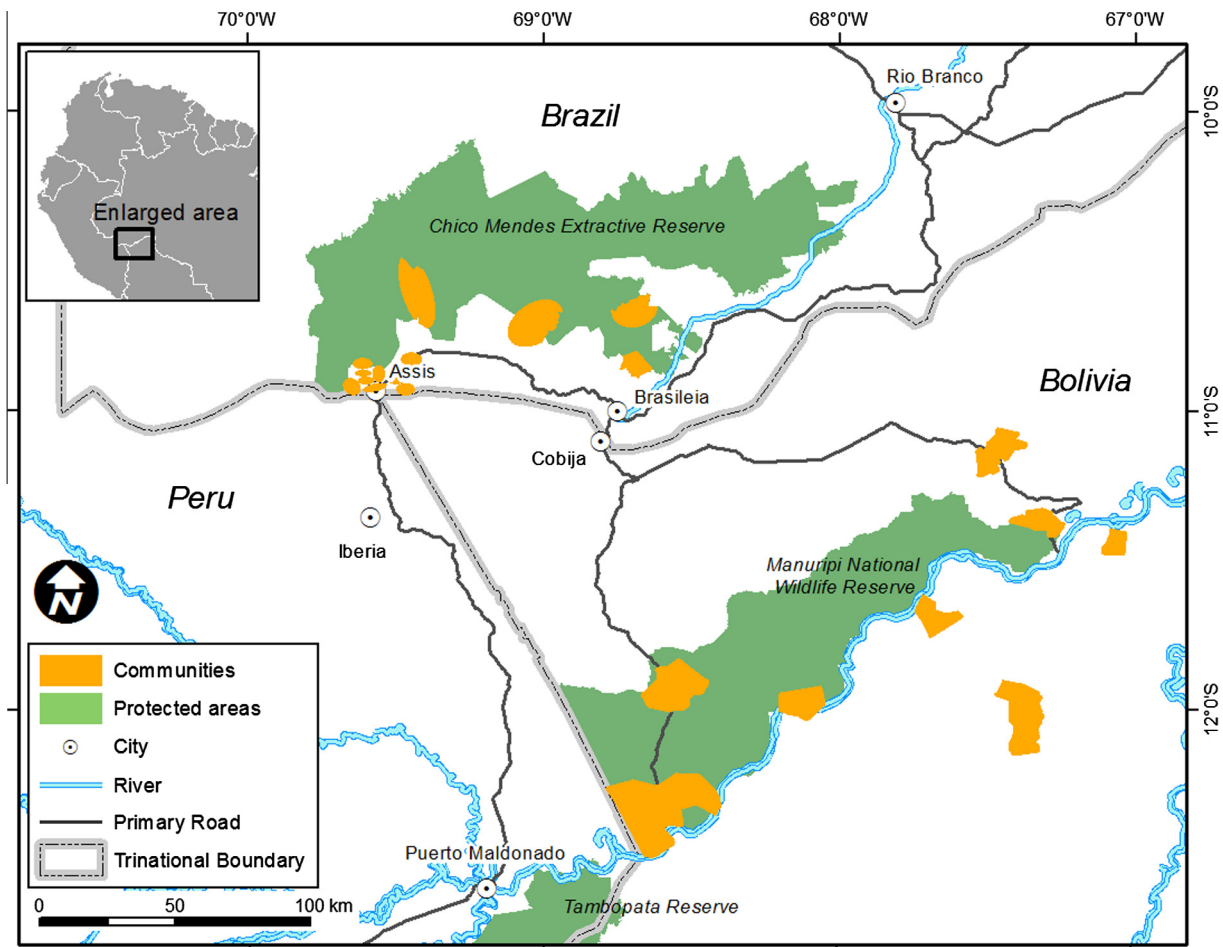 70°0'W 69°0'W 68°0'W 67°0'W
Rio Branco
Brazil
10°0'S
Enlarged area
Chico Mendes Extractive Reserve
Assis
Bolivia
Brasileia
11°0'S
Cobija
Peru
Iberia
Manuripi National
Wildlife Reserve
N
Communities
Protected areas
12°0'S
City
River
Primary Road
Trinational Boundary
Puerto Maldonado
Tambopata Reserve
0 50 100 km